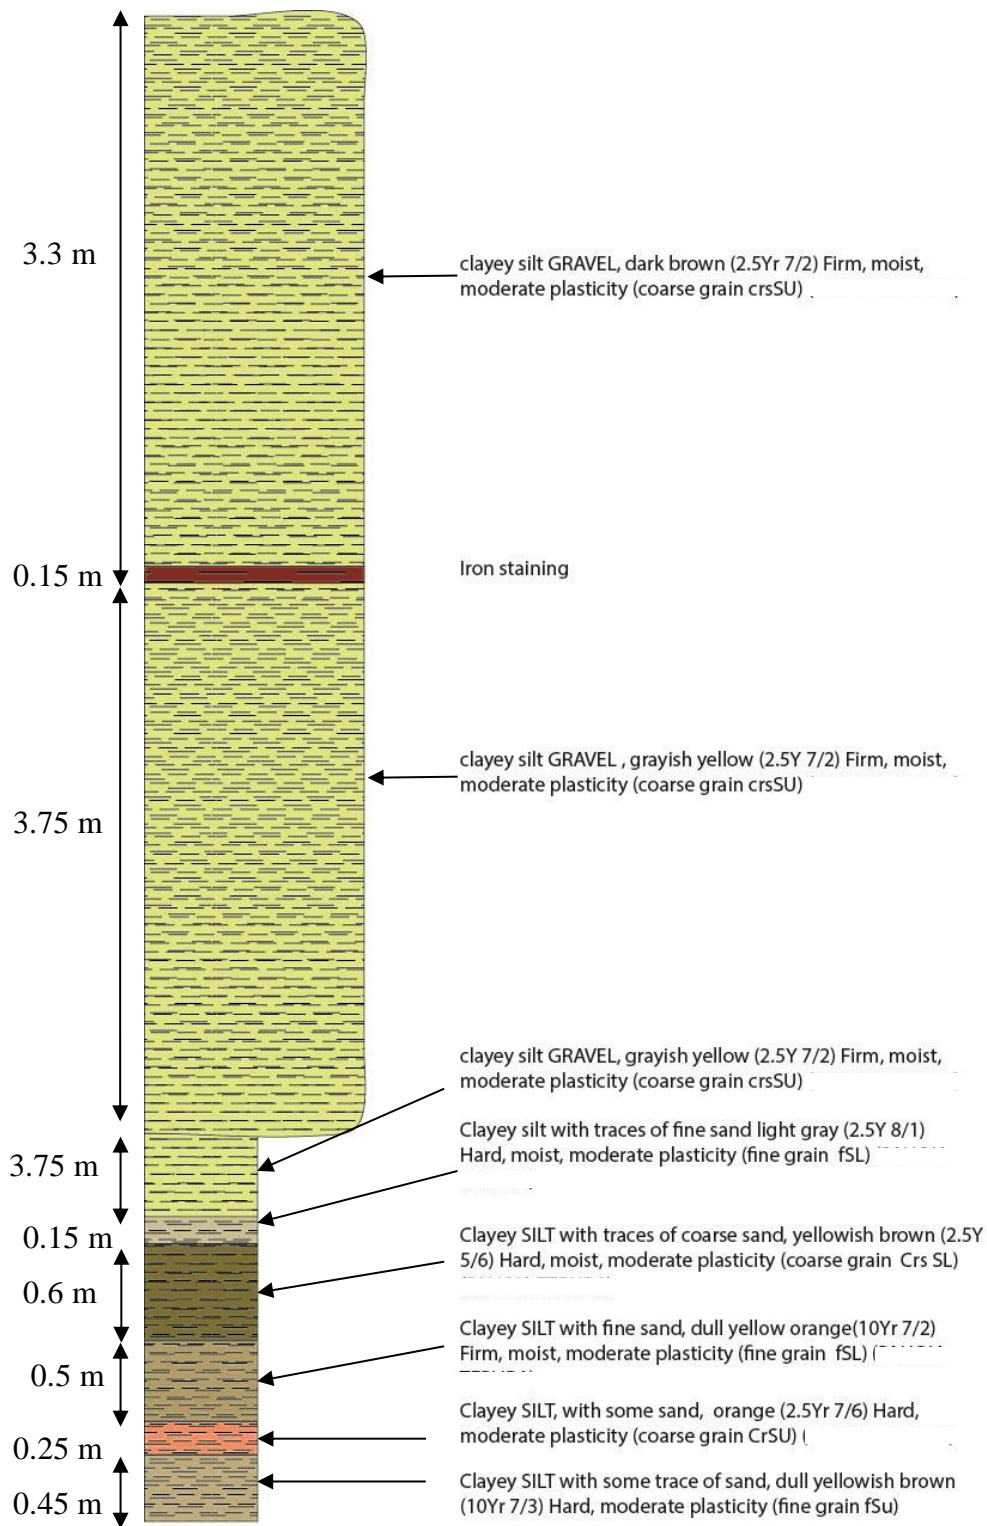 3.3 m
clayey silt GRAVEL, dark brown (2.5Yr 7/2) Firm, moist,
moderate plasticity (coarse grain crsSU) (
0.15 m
Iron staining
clayey silt GRAVEL , grayish yellow (2.5Y 7/2) Firm, moist,
moderate plasticity (coarse grain crsSU)
3.75 m
clayey silt GRAVEL, grayish yellow (2.5Y 7/2) Firm, moist,
moderate plasticity (coarse grain crsSU)
3.75 m
Clayey silt with traces of fine sand light gray (2.5Y 8/1)
Hard, moist, moderate plasticity (fine grain fSL)
0.15 m
Clayey SILT with traces of coarse sand, yellowish brown (2.5Y
5/6) Hard, moist, moderate plasticity (coarse grain Crs SL)
0.6 m
Clayey SILT with fine sand, dull yellow orange(10Yr 7/2)
Firm, moist, moderate plasticity (fine grain fSL) (
0.5 m
Clayey SILT, with some sand, orange (2.5Yr 7/6) Hard,
moderate plasticity (coarse grain CrSU) (
0.25 m
Clayey SILT with some trace of sand, dull yellowish brown
(10Yr 7/3) Hard, moderate plasticity (fine grain fSu)
0.45 m